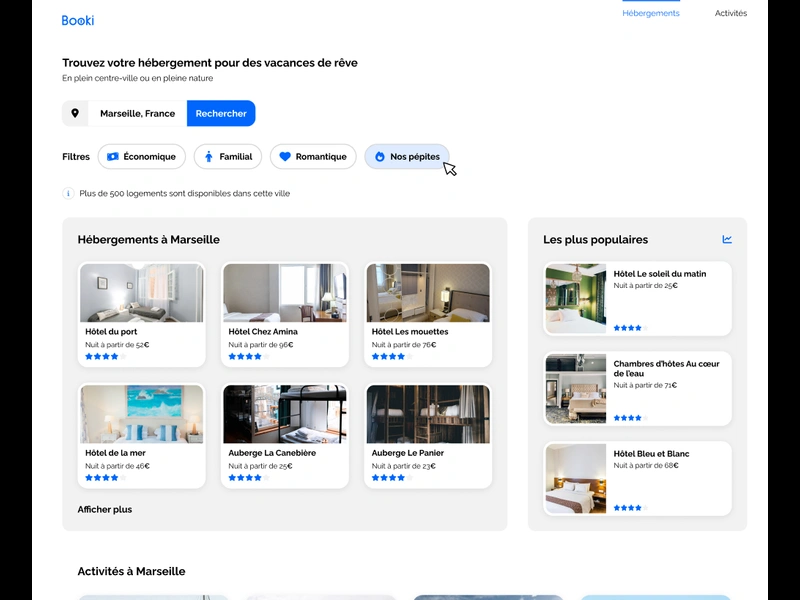 Booki
Hébergements
Activités
Trouvez votre hébergement pour des vacances de rêve
En plein centre-ville ou en pleine nature
Marseille, France
Rechercher
Filtres
Économique
Familial
Romantique
Nos pépites
Plus de 500 logements sont disponibles dans cette ville
Hébergements à Marseille
Hôtel du port
Nuit à partir de 52€
Hôtel Chez Amina
Nuit à partir de 96€
Hôtel Les mouettes
Nuit à partir de 76€
Hôtel de la mer
Nuit à partir de 46€
Auberge La Canebière
Nuit à partir de 25€
Auberge Le Panier
Nuit à partir de 23€
Afficher plus
Les plus populaires
Hôtel Le soleil du matin
Nuit à partir de 25€
Chambres d'hôtes Au cœur
de l'eau
Nuit à partir de 71€
Hôtel Bleu et Blanc
Nuit à partir de 68€
Activités à Marseille